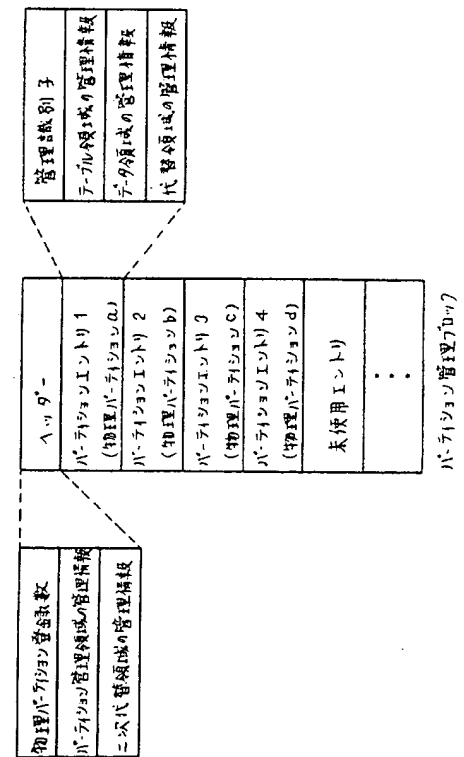 物理パーティション登録数
パーティション管理領域の管理情報
二次代替領域の管理情報
ヘッダー
パーティションエントリ1
(物理パーティションa)
パーティションエントリ2
(物理パーティションb)
パーティションエントリ3
(物理パーティションc)
パーティションエントリ4
(物理パーティションd)
未使用エントリ
・・・
パーティション管理ブロック
管理識別子
テーブル領域の管理情報
データ領域の管理情報
代替領域の管理情報